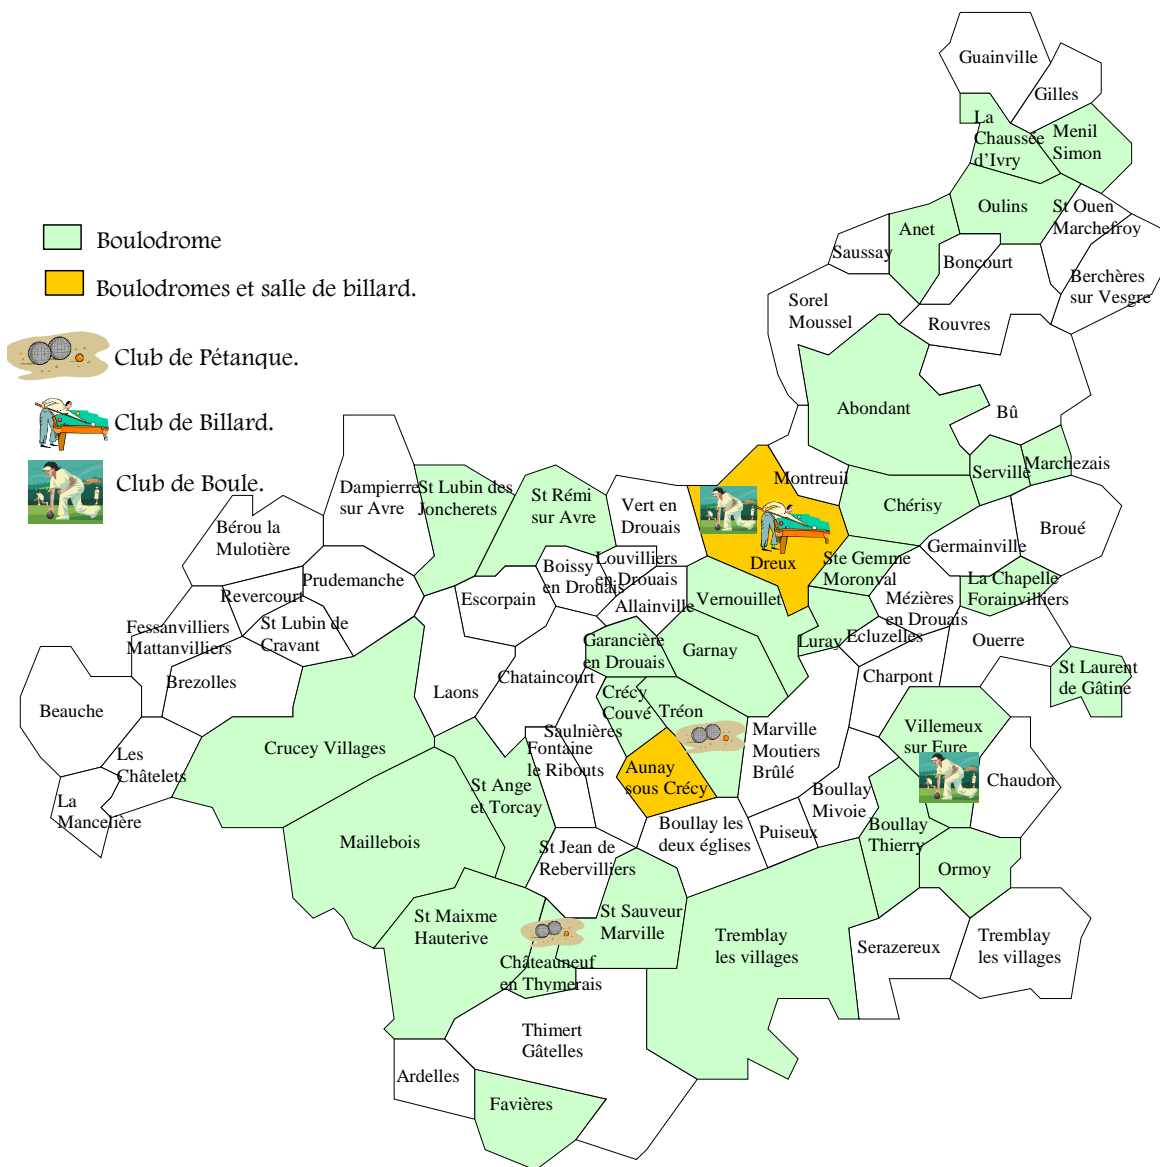 Guainville
Gilles
La
Chaussée
d'Ivry
Menil
Simon
Oulins
St Ouen
Marchefroy
Anet
Saussay
Boncourt
Berchères
sur Vesgre
Boulodrome
Boulodromes et salle de billard.
Club de Pétanque.
Club de Billard.
Club de Boule.
Sorel
Moussel
Rouvres
Abondant
Bû
Montreuil
Serville
Marchezais
Dampierre
sur Avre
St Lubin des
Joncherets
St Rémi
sur Avre
Vert en
Drouais
Chérisy
Broué
Bérou la
Mulotière
Germainville
Louvilliers
en Drouais
Boissy
en Drouais
Dreux
Ste Gemme
Moronval
La Chapelle
Forainvilliers
Prudemanche
Revercourt
Escorpain
Allainville
Vernouillet
Mézières
en Drouais
Fessanvilliers
Mattanvilliers
St Lubin de
Cravant
Garancière
en Drouais
Garnay
Luray
Ecluzelles
Ouerre
Brezolles
Laons
Chataincourt
Charpont
St Laurent
de Gâtine
Beauche
Crécy
Couvé
Tréon
Crucey Villages
Saulnières
Marville
Moutiers
Brûlé
Villemeux
sur Eure
Les
Châtelets
Fontaine
le Ribouts
Aunay
sous Crécy
Chaudon
La
Mancelière
St Ange
et Torcay
Boullay
Mivoie
Maillebois
Boullay les
deux églises
Puiseux
Boullay
Thierry
St Jean de
Rebervilliers
Ormoy
St Maixme
Hauterive
St Sauveur
Marville
Tremblay
les villages
Serazereux
Tremblay
les villages
Châteauneuf
en Thymerais
Thimert
Gâtelles
Ardelles
Favières